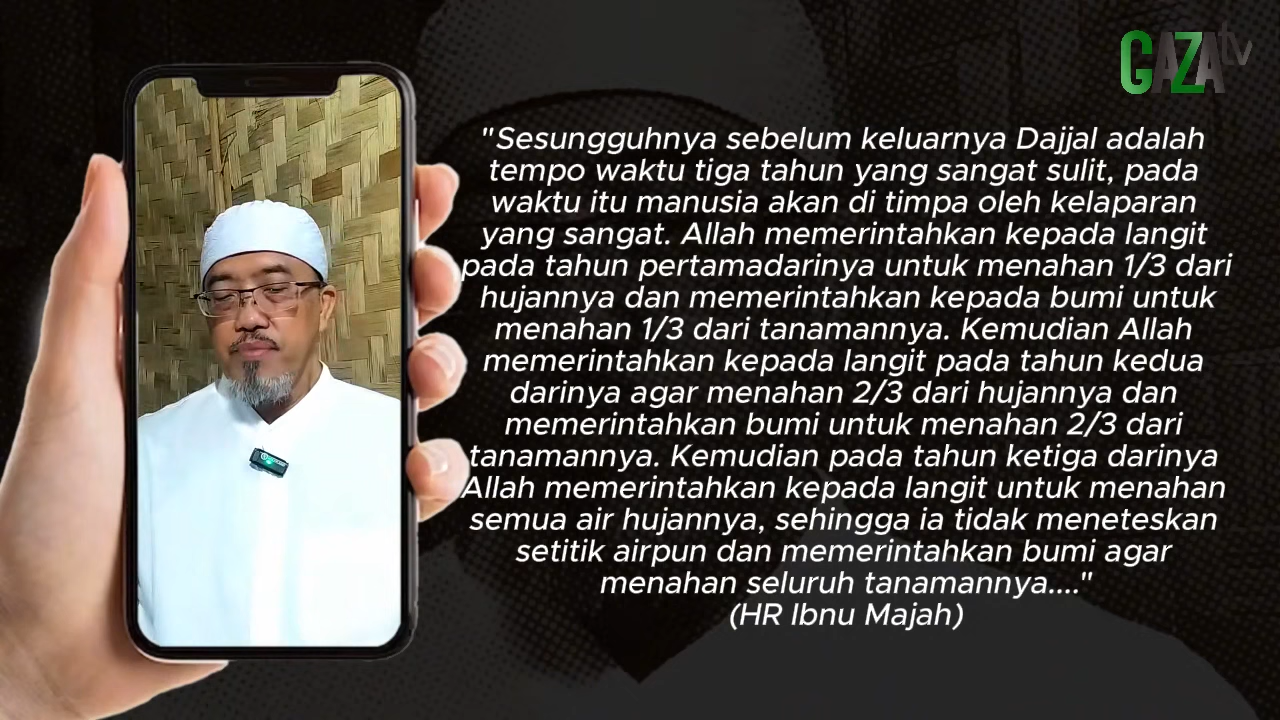 GAZA tv
"Sesungguhnya sebelum keluarnya Dajjal adalah
tempo waktu tiga tahun yang sangat sulit, pada
waktu itu manusia akan di timpa oleh kelaparan
yang sangat. Allah memerintahkan kepada langit
pada tahun pertamadarinya untuk menahan 1/3 dari
hujannya dan memerintahkan kepada bumi untuk
menahan 1/3 dari tanamannya. Kemudian Allah
memerintahkan kepada langit pada tahun kedua
darinya agar menahan 2/3 dari hujannya dan
memerintahkan bumi untuk menahan 2/3 dari
tanamannya. Kemudian pada tahun ketiga darinya
Allah memerintahkan kepada langit untuk menahan
semua air hujannya, sehingga ia tidak meneteskan
setitik airpun dan memerintahkan bumi agar
menahan seluruh tanamannya...."
(HR Ibnu Majah)